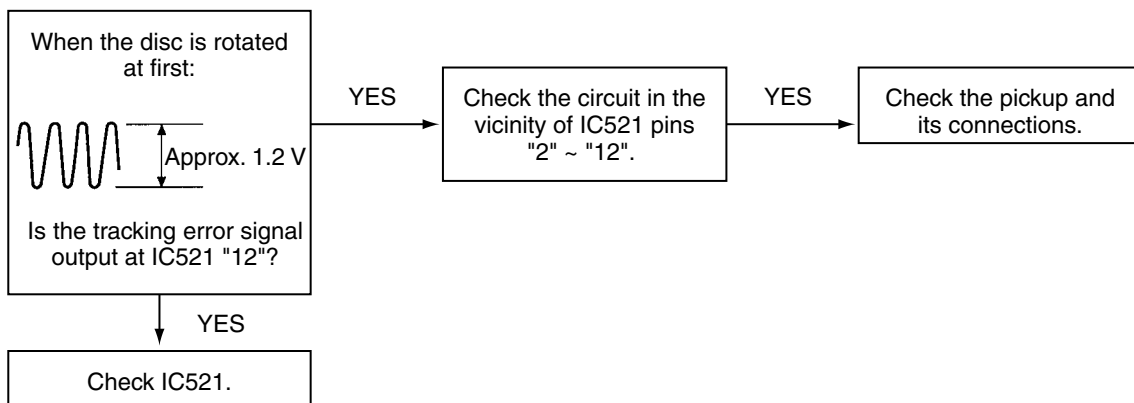 When the disc is rotated
at first:
Approx. 1.2 V
Is the tracking error signal
output at IC521 "12"?
YES
Check the circuit in the
vicinity of IC521 pins
"2" ~ "12".
YES
Check the pickup and
its connections.
YES
Check IC521.